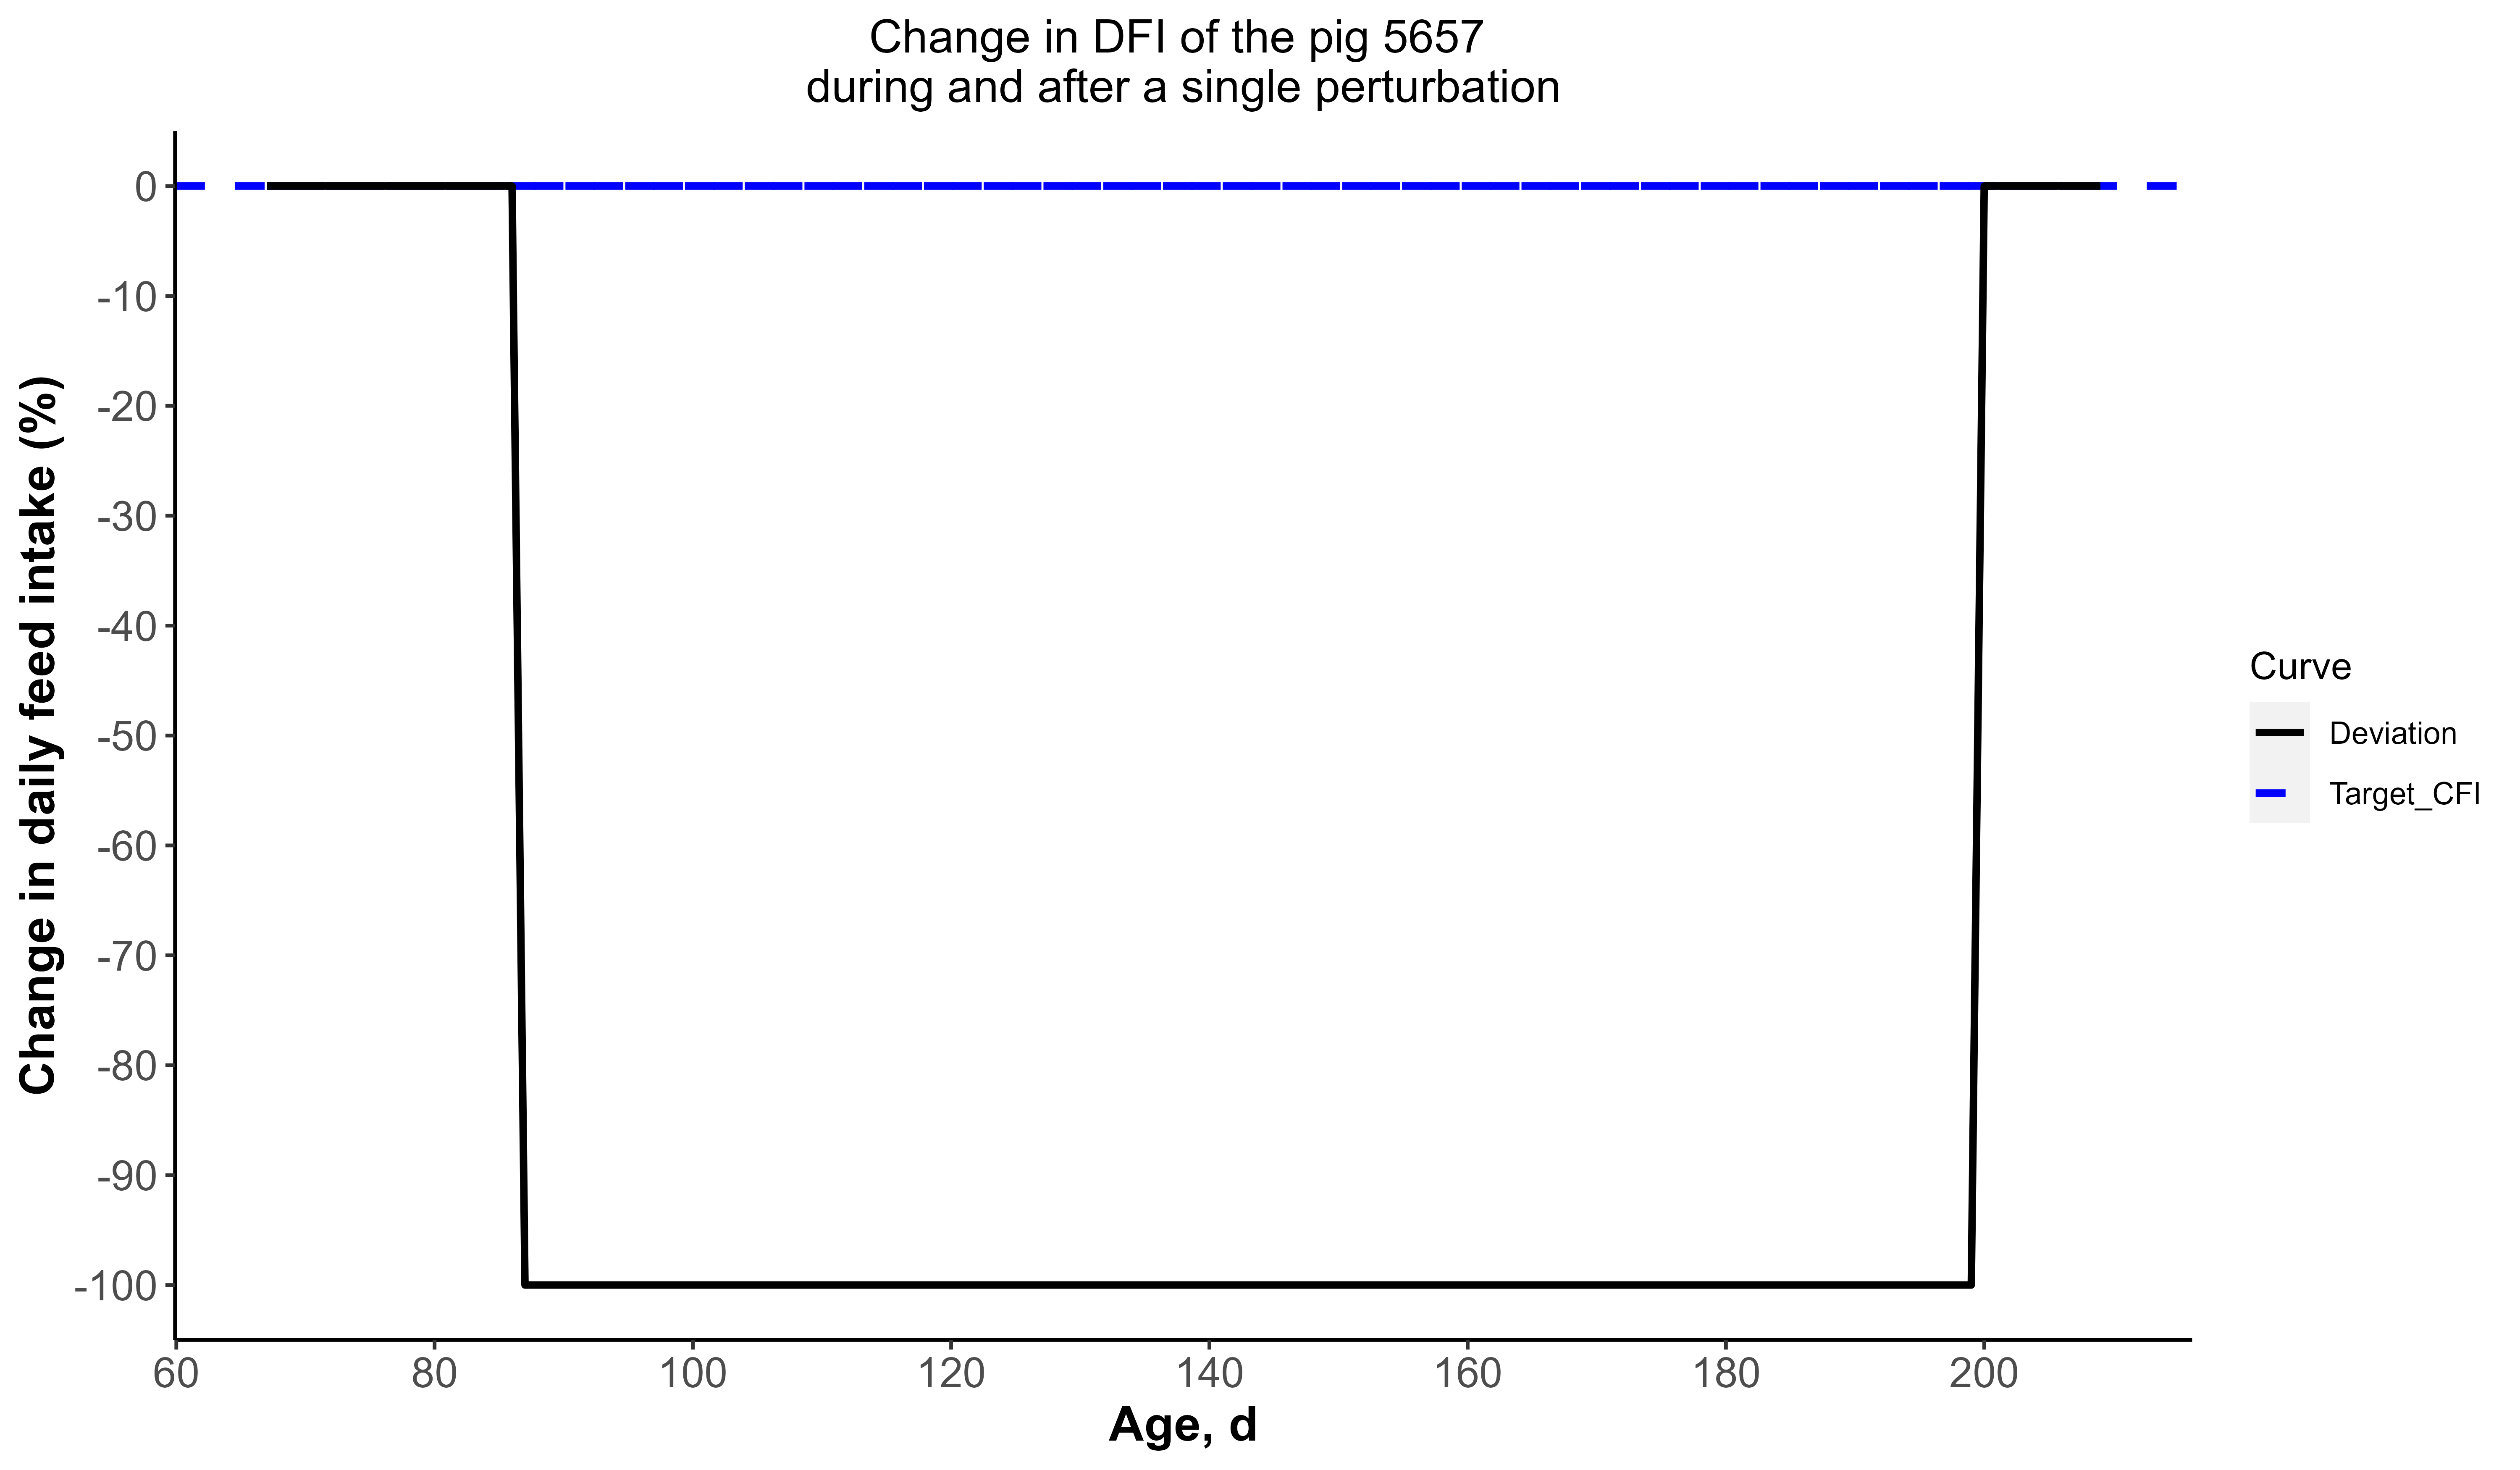 Change in DFI of the pig 5657
during and after a single perturbation
Change in daily feed intake (%)
0
-10
-20
-30
-40
-50
-60
-70
-80
-90
-100
60 80 100 120 140 160 180 200
Age, d
Curve
Deviation
Target_CFI